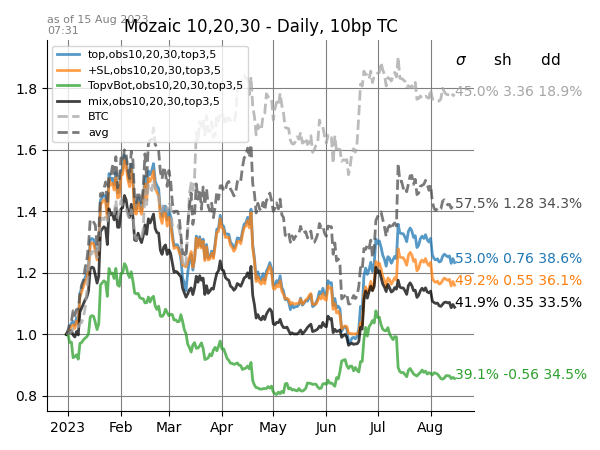 as of 15 Aug 2023
07:31
Mozaic 10,20,30 - Daily, 10bp TC
σ sh dd
top,obs10,20,30,top3,5
+SL,obs10,20,30,top3,5
TopvBot,obs10,20,30,top3,5
mix,obs10,20,30,top3,5
BTC
avg
45.0% 3.36 18.9%
57.5% 1.28 34.3%
53.0% 0.76 38.6%
49.2% 0.55 36.1%
41.9% 0.35 33.5%
39.1% -0.56 34.5%
1.8
1.6
1.4
1.2
1.0
0.8
2023 Feb Mar Apr May Jun Jul Aug